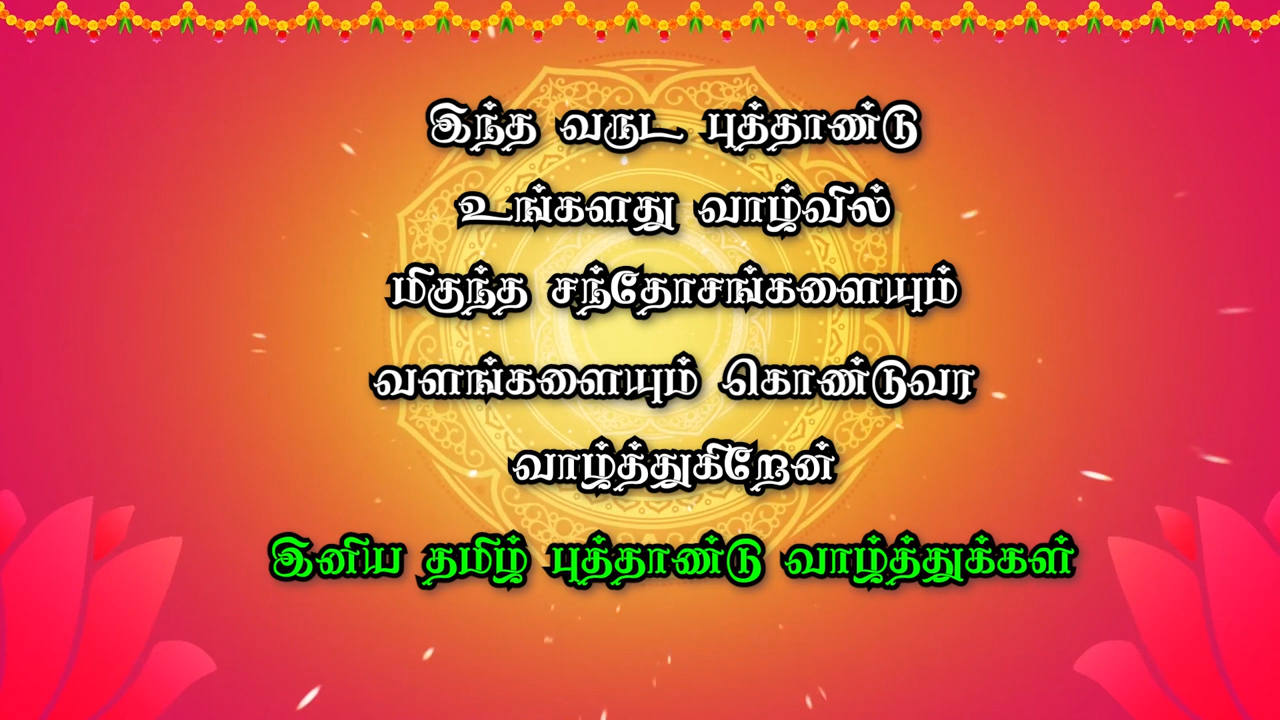 இந்த வருட புத்தாண்டு
உங்களது வாழ்வில்
மிகுந்த சந்தோசங்களையும்
வளங்களையும் கொண்டுவர
வாழ்த்துகிறேன்
இனிய தமிழ் புத்தாண்டு வாழ்த்துக்கள்